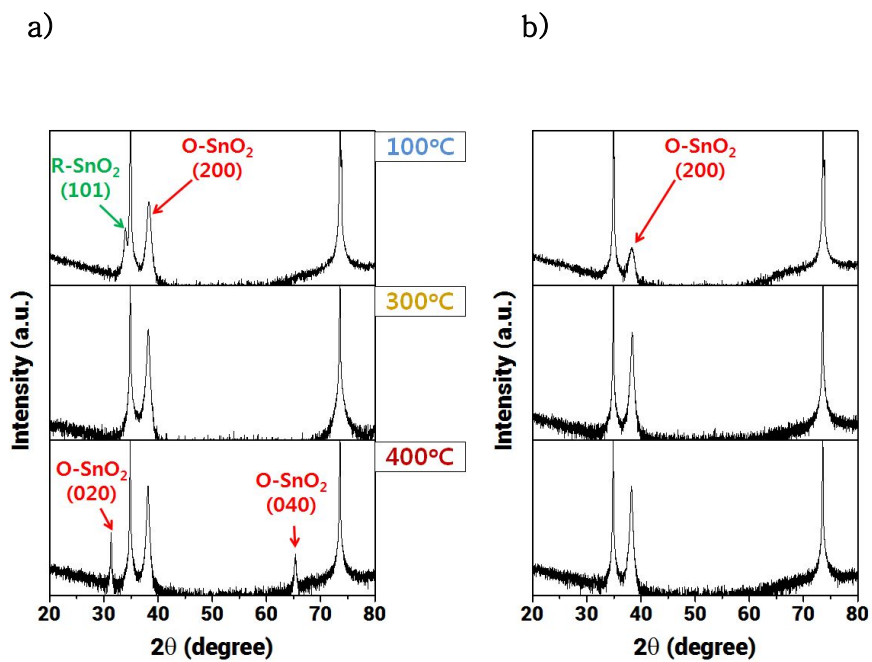 a)
b)
100℃
O-SnO₂
(200)
R-SnO₂
(101)
O-SnO₂
(200)
300℃
400℃
O-SnO₂
(020)
O-SnO₂
(040)
Intensity (a.u.)
Intensity (a.u.)
20 30 40 50 60 70 80
20 30 40 50 60 70 80
2θ (degree)
2θ (degree)